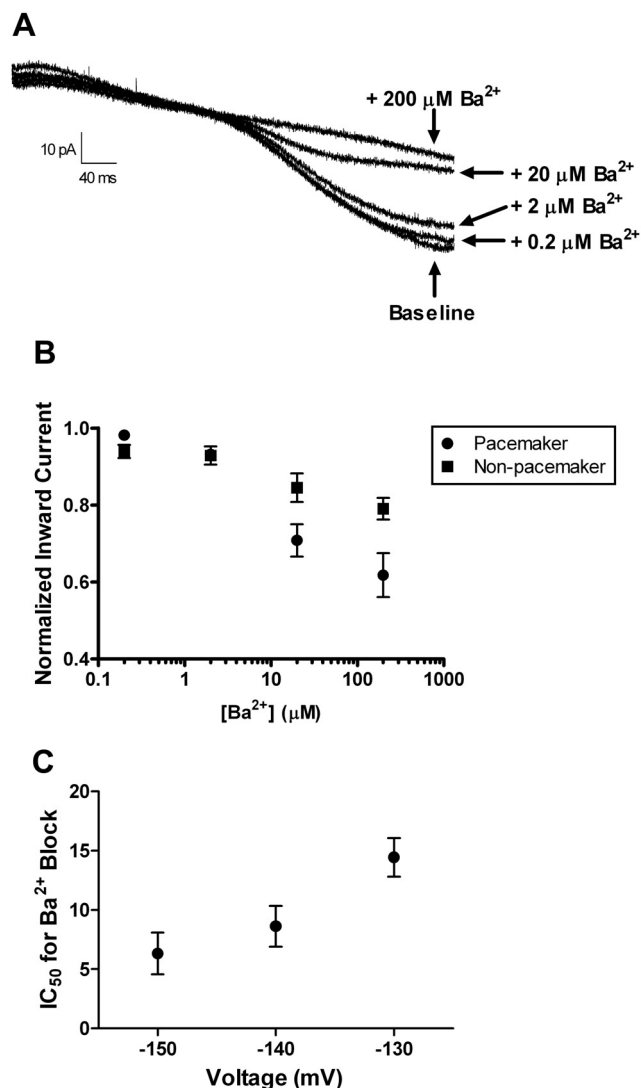 A
+ 200 μM Ba²⁺
10 pA
40 ms
+ 20 μM Ba²⁺
+ 2 μM Ba²⁺
+ 0.2 μM Ba²⁺
Baseline
B
Normalized Inward Current
1.0
0.8
0.6
0.4
0.1
1
10
100
1000
[Ba²⁺] (μM)
Pacemaker
Non-pacemaker
C
IC₅₀ for Ba²⁺ Block
20
15
10
5
0
-150
-140
-130
Voltage (mV)